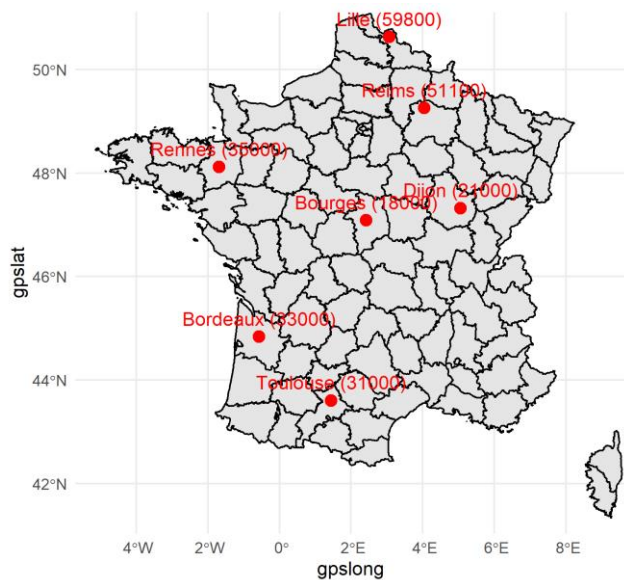 Lille (59800)
50°N
Reims (51100)
Rennes (35000)
48°N
Dijon (21000)
Bourges (18000)
46°N
Bordeaux (33000)
44°N
Toulouse (31000)
42°N
gpslat
4°W 2°W 0° 2°E 4°E 6°E 8°E
gpslong